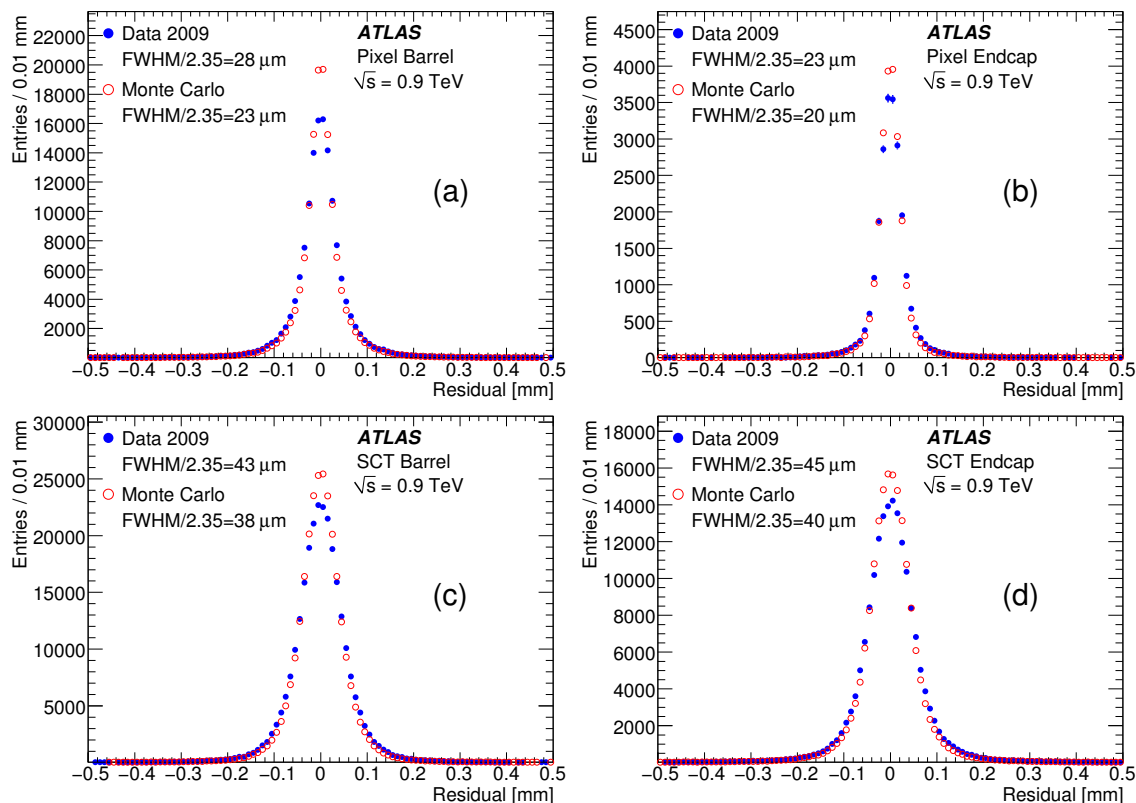 Entries / 0.01 mm
22000
20000
18000
16000
14000
12000
10000
8000
6000
4000
2000
0
Data 2009
FWHM/2.35=28 μm
Monte Carlo
FWHM/2.35=23 μm
ATLAS
Pixel Barrel
√s = 0.9 TeV
(a)
−0.5 −0.4 −0.3 −0.2 −0.1 0 0.1 0.2 0.3 0.4 0.5
Residual [mm]
Entries / 0.01 mm
4500
4000
3500
3000
2500
2000
1500
1000
500
0
Data 2009
FWHM/2.35=23 μm
Monte Carlo
FWHM/2.35=20 μm
ATLAS
Pixel Endcap
√s = 0.9 TeV
(b)
−0.5 −0.4 −0.3 −0.2 −0.1 0 0.1 0.2 0.3 0.4 0.5
Residual [mm]
Entries / 0.01 mm
30000
25000
20000
15000
10000
5000
0
Data 2009
FWHM/2.35=43 μm
Monte Carlo
FWHM/2.35=38 μm
ATLAS
SCT Barrel
√s = 0.9 TeV
(c)
−0.5 −0.4 −0.3 −0.2 −0.1 0 0.1 0.2 0.3 0.4 0.5
Residual [mm]
Entries / 0.01 mm
18000
16000
14000
12000
10000
8000
6000
4000
2000
0
Data 2009
FWHM/2.35=45 μm
Monte Carlo
FWHM/2.35=40 μm
ATLAS
SCT Endcap
√s = 0.9 TeV
(d)
−0.5 −0.4 −0.3 −0.2 −0.1 0 0.1 0.2 0.3 0.4 0.5
Residual [mm]